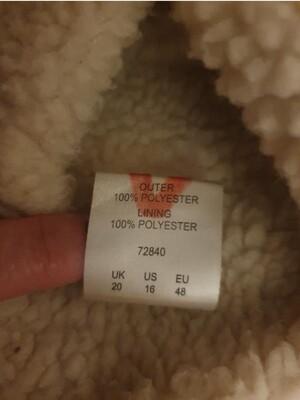 OUTER
100% POLYESTER
LINING
100% POLYESTER
72840
UK US EU
20 16 48